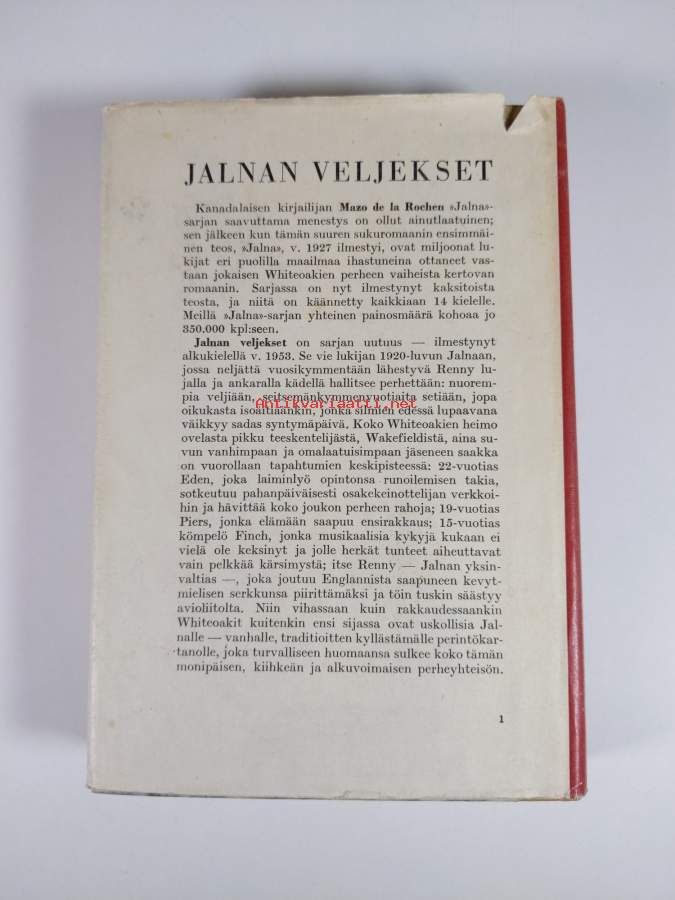 JALNAN VELJEKSET
Kanadalaisen kirjailijan Mazo de la Rochen »Jalna»-
sarjan saavuttama menestys on ollut ainutlaatuinen;
sen jälkeen kun tämän suuren sukuromaanin ensimmäi-
nen teos, »Jalna», v. 1927 ilmestyi, ovat miljoonat lu-
kijat eri puolilla maailmaa ihastuneina ottaneet vas-
taan jokaisen Whiteoakien perheen vaiheista kertovan
romaanin. Sarjassa on nyt ilmestynyt kaksitoista
teosta, ja niitä on käännetty kaikkiaan 14 kielelle.
Meillä »Jalna»-sarjan yhteinen painosmäärä kohoaa jo
350.000 kpl:seen.
Jalnan veljekset on sarjan uutuus — ilmestynyt
alkukielellä v. 1953. Se vie lukijan 1920-luvun Jalnaan,
jossa neljättä vuosikymmentään lähestyvä Renny lu-
jalla ja ankaralla kädellä hallitsee perhettään: nuorem-
pia veljiään, seitsemänkymmenvuotiaita setiään, jopa
Antikvariaatti.net
oikukasta isoäitiäänkin, jonka silmien edessä lupaavana
väikkyy sadas syntymäpäivä. Koko Whiteoakien heimo
ovelasta pikku teeskentelijästä, Wakefieldistä, aina su-
vun vanhimpaan ja omalaatuisimpaan jäseneen saakka
on vuorollaan tapahtumien keskipisteessä: 22-vuotias
Eden, joka laiminlyö opintonsa runoilemisen takia,
sotkeutuu pahanpäiväisesti osakekeinottelijan verkkoi-
hin ja hävittää koko joukon perheen rahoja; 19-vuotias
Piers, jonka elämään saapuu ensirakkaus; 15-vuotias
kömpelö Finch, jonka musikaalisia kykyjä kukaan ei
vielä ole keksinyt ja jolle herkät tunteet aiheuttavat
vain pelkkää kärsimystä; itse Renny — Jalnan yksin-
valtias —, joka joutuu Englannista saapuneen kevyt-
mielisen serkkunsa piirittämäksi ja töin tuskin säästyy
avioliitolta. Niin vihassaan kuin rakkaudessaankin
Whiteoakit kuitenkin ensi sijassa ovat uskollisia Jal-
nalle — vanhalle, traditioitten kyllästämälle perintökar-
tanolle, joka turvalliseen huomaansa sulkee koko tämän
monipäisen, kiihkeän ja alkuvoimaisen perheyhteisön.
1